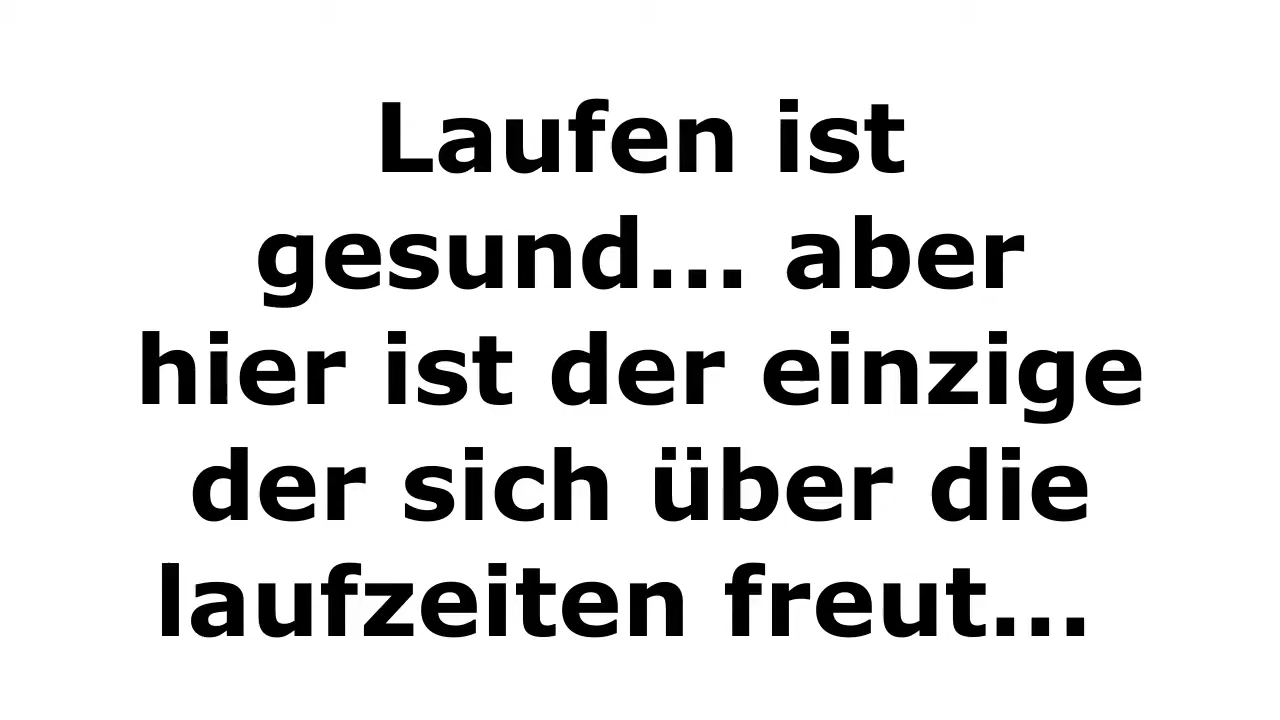 Laufen ist
gesund... aber
hier ist der einzige
der sich über die
laufzeiten freut...